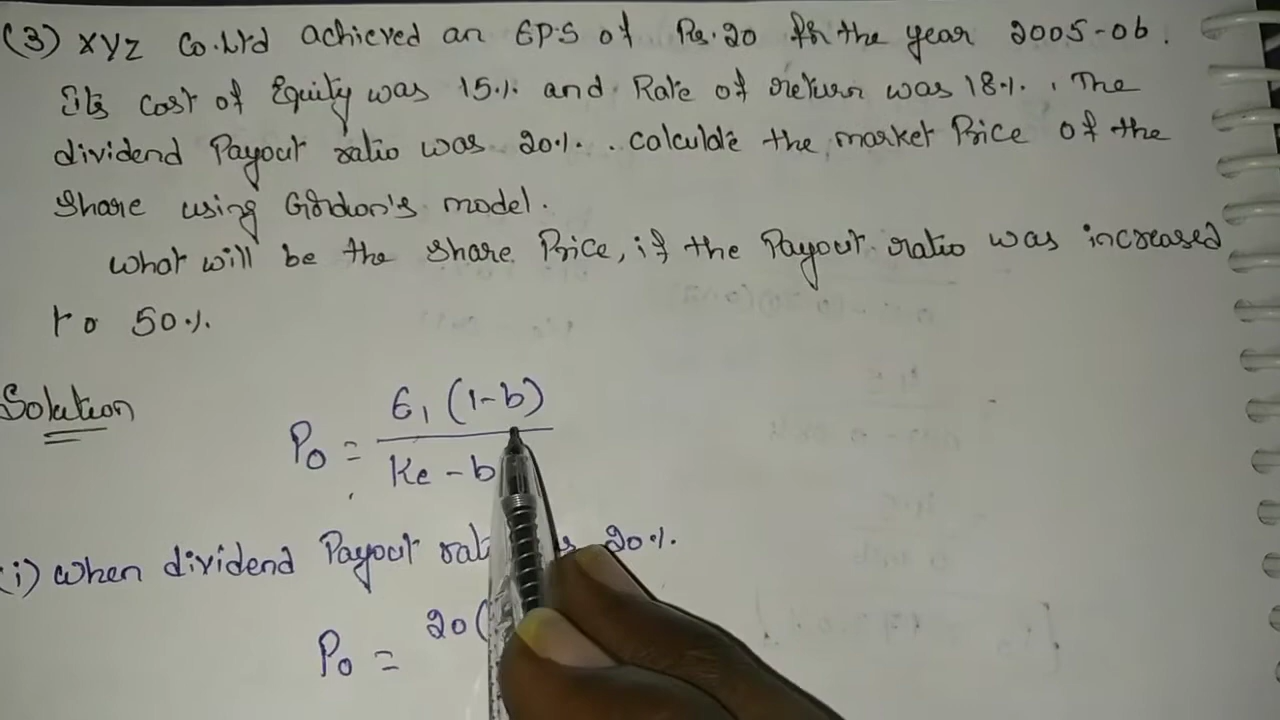 (3) XYZ Co.Ltd achieved an EPS of Rs.20 for the year 2005-06.
Its Cost of Equity was 15% and Rate of return was 18%. The
dividend Payout ratio was 20%. calculate the market Price of the
Share using Gordon's model.
What will be the share Price, if the Payout ratio was increased
to 50%.
Solution
P0 = E1 (1-b)
Ke - b
(i) When dividend Payout 20%.
P0 = 20(